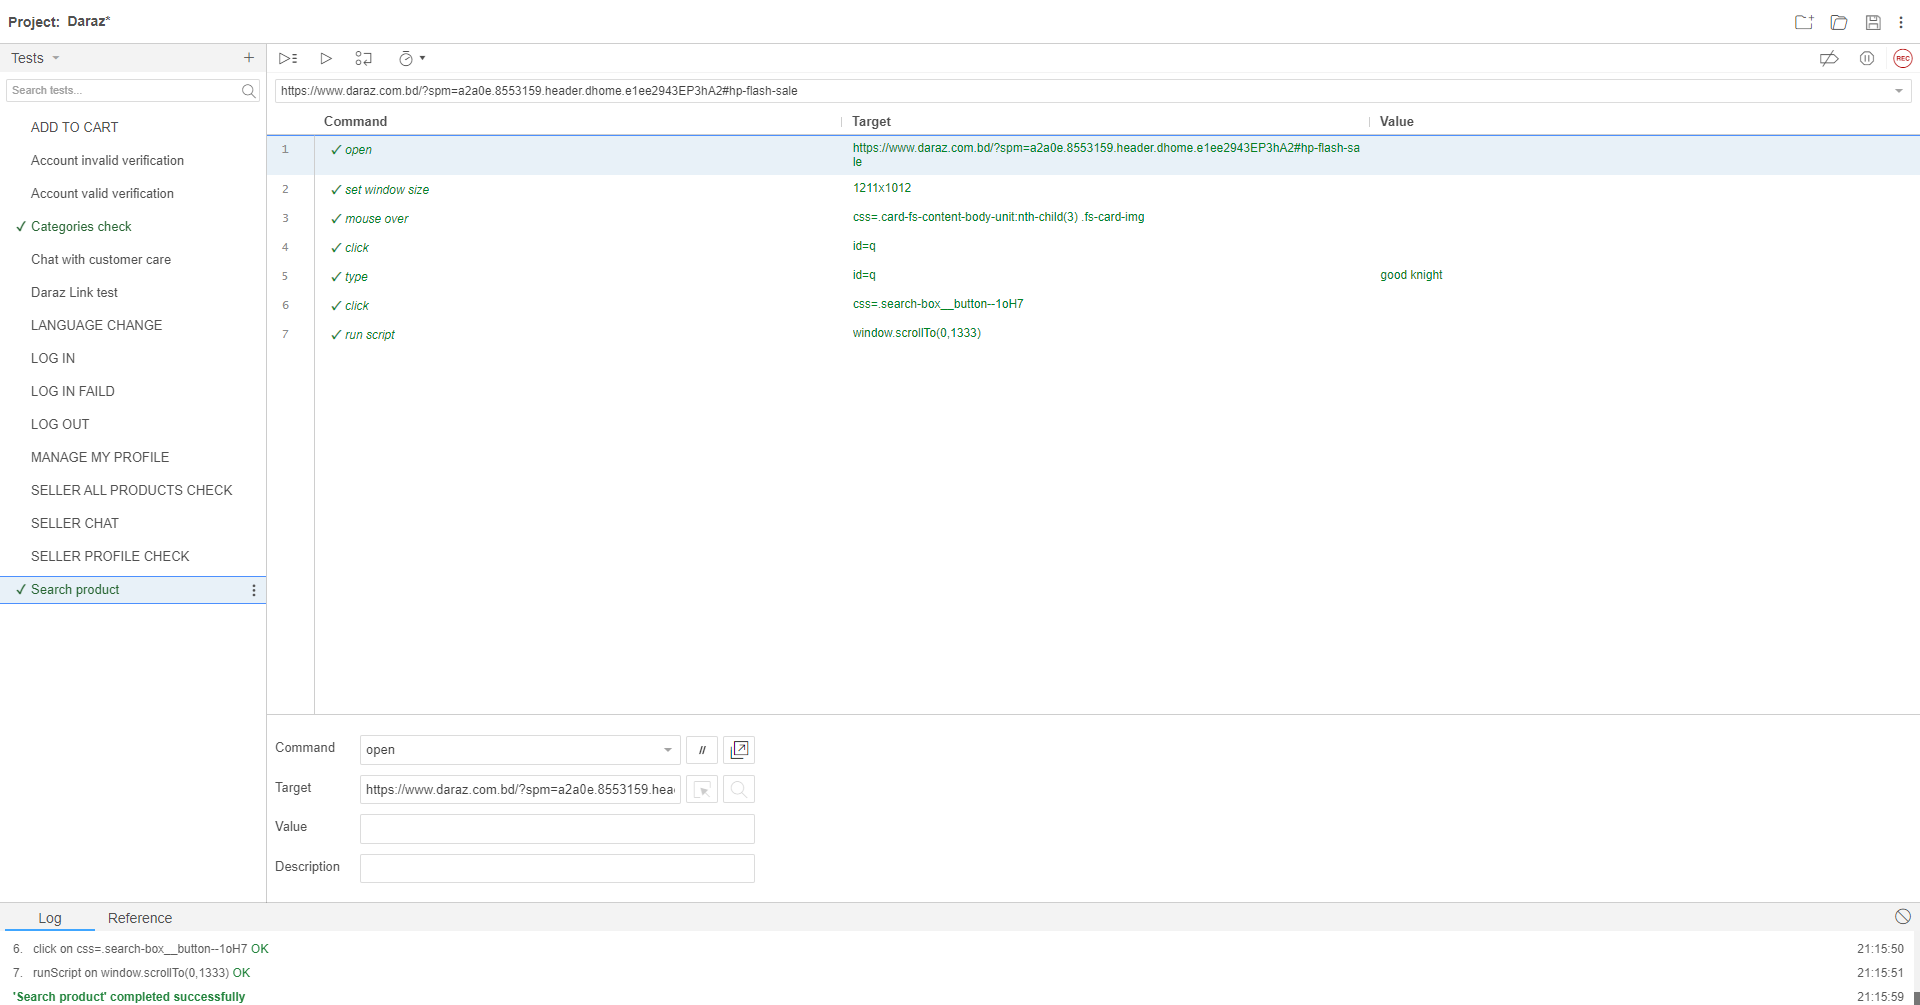 Project: Daraz*
Tests
Search tests...
ADD TO CART
Account invalid verification
Account valid verification
Categories check
Chat with customer care
Daraz Link test
LANGUAGE CHANGE
LOG IN
LOG IN FAILD
LOG OUT
MANAGE MY PROFILE
SELLER ALL PRODUCTS CHECK
SELLER CHAT
SELLER PROFILE CHECK
Search product
REC
https://www.daraz.com.bd/?spm=a2a0e.8553159.header.dhome.e1ee2943EP3hA2#hp-flash-sale
Command Target Value
1 open https://www.daraz.com.bd/?spm=a2a0e.8553159.header.dhome.e1ee2943EP3hA2#hp-flash-sa
le
2 set window size 1211x1012
3 mouse over css=.card-fs-content-body-unit:nth-child(3) .fs-card-img
4 click id=q
5 type id=q good knight
6 click css=.search-box__button--1oH7
7 run script window.scrollTo(0,1333)
Command open //
Target https://www.daraz.com.bd/?spm=a2a0e.8553159.hea
Value
Description
Log Reference
6. click on css=.search-box__button--1oH7 OK 21:15:50
7. runScript on window.scrollTo(0,1333) OK 21:15:51
'Search product' completed successfully 21:15:59